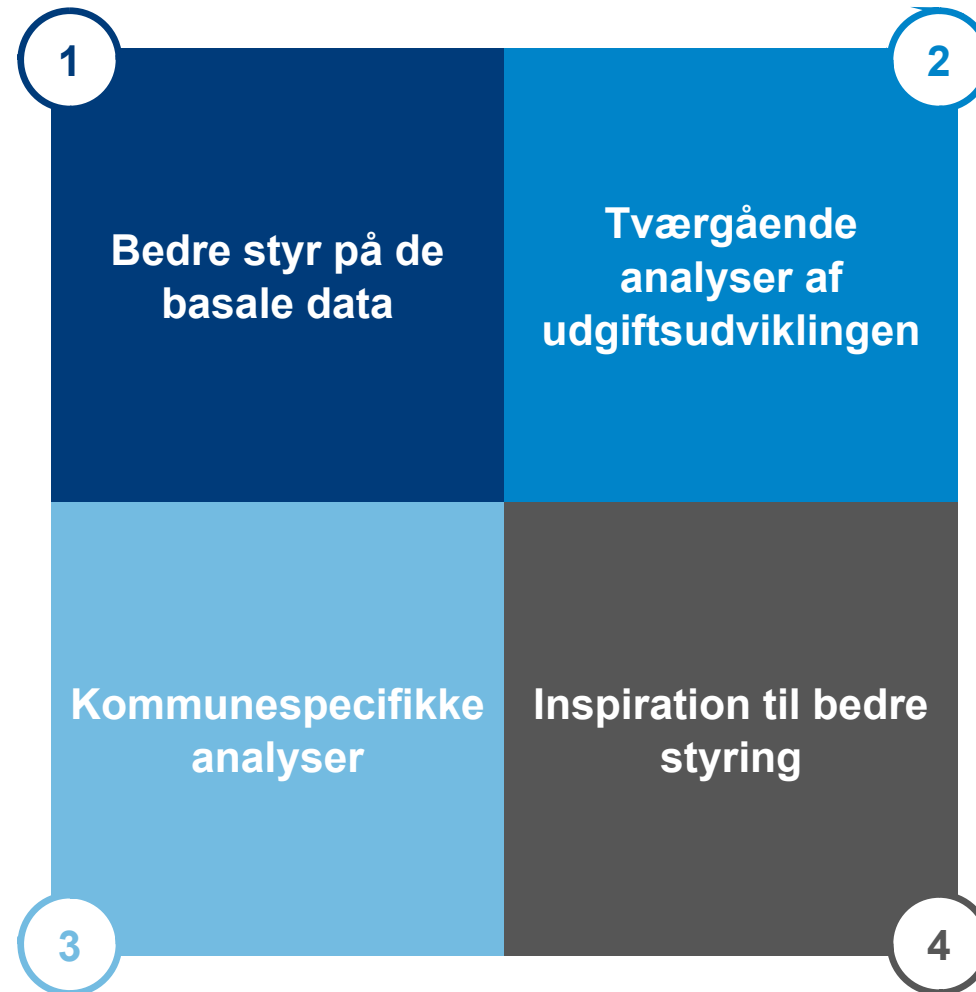 1
2
Bedre styr på de
basale data
Tværgående
analyser af
udgiftsudviklingen
Kommunespecifikke
analyser
Inspiration til bedre
styring
3
4